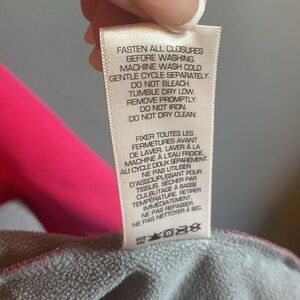 FASTEN ALL CLOSURES
BEFORE WASHING.
MACHINE WASH COLD
GENTLE CYCLE SEPARATELY.
DO NOT BLEACH.
TUMBLE DRY LOW.
REMOVE PROMPTLY.
DO NOT IRON.
DO NOT DRY CLEAN.
FIXER TOUTES LES
FERMETURES AVANT
DE LAVER. LAVER À LA
MACHINE À L'EAU FROIDE,
AU CYCLE DOUX SÉPARÉMENT.
NE PAS UTILISER
D'ASSOUPLISSANT POUR
TISSUS. SÉCHER PAR
CULBUTAGE À BASSE
TEMPÉRATURE. RETIRER
IMMÉDIATEMENT.
NE PAS REPASSER.
NE PAS NETTOYER À SEC.